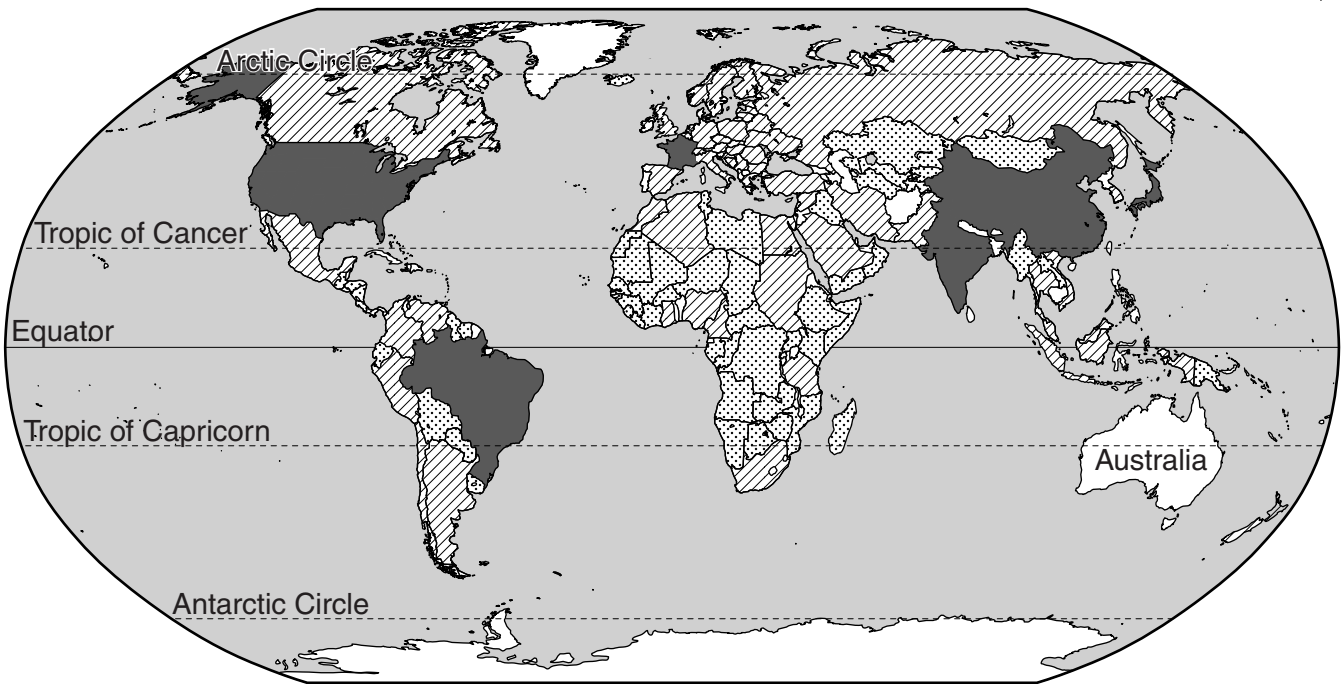 Arctic Circle
Tropic of Cancer
Equator
Tropic of Capricorn
Australia
Antarctic Circle